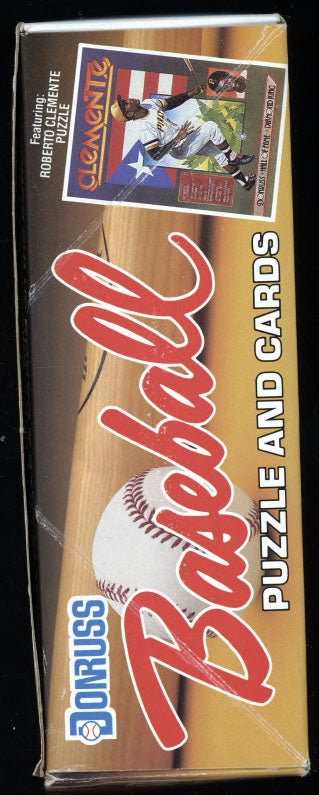 DONRUSS
Baseball
PUZZLE AND CARDS
Featuring:
ROBERTO CLEMENTE
PUZZLE
CLEMENTE